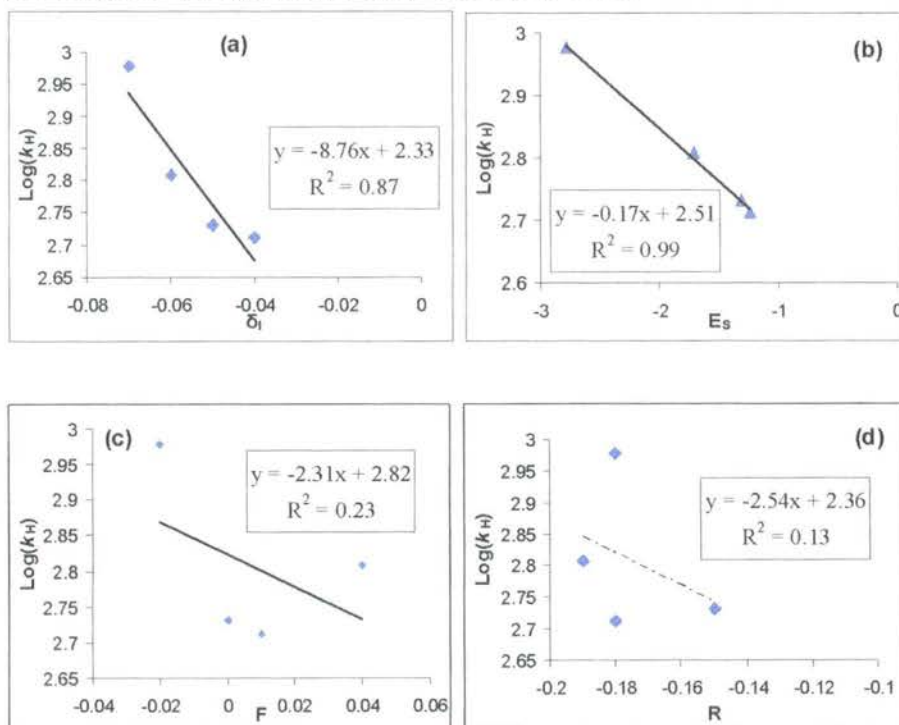 (a)
3
2.95
2.9
2.85
2.8
2.75
2.7
2.65
Log(kH)
y = -8.76x + 2.33
R² = 0.87
-0.08 -0.06 -0.04 -0.02 0
δI
(b)
3
2.9
2.8
2.7
2.6
Log(kH)
y = -0.17x + 2.51
R² = 0.99
-3 -2 -1 0
Es
(c)
3
2.95
2.9
2.85
2.8
2.75
2.7
2.65
Log(kH)
y = -2.31x + 2.82
R² = 0.23
-0.04 -0.02 0 0.02 0.04 0.06
F
(d)
3
2.95
2.9
2.85
2.8
2.75
2.7
2.65
Log(kH)
y = -2.54x + 2.36
R² = 0.13
-0.2 -0.18 -0.16 -0.14 -0.12 -0.1
R